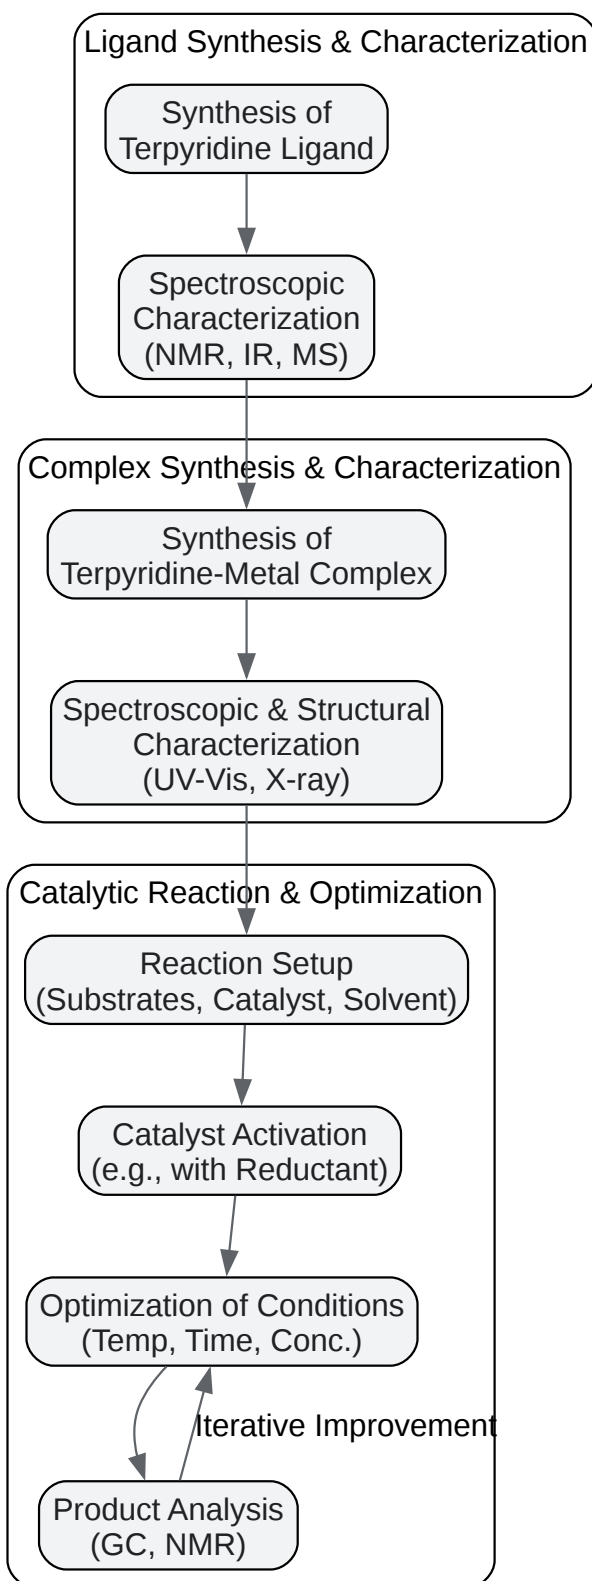 Ligand Synthesis & Characterization
Synthesis of
Terpyridine Ligand
Spectroscopic
Characterization
(NMR, IR, MS)
Complex Synthesis & Characterization
Synthesis of
Terpyridine-Metal Complex
Spectroscopic & Structural
Characterization
(UV-Vis, X-ray)
Catalytic Reaction & Optimization
Reaction Setup
(Substrates, Catalyst, Solvent)
Catalyst Activation
(e.g., with Reductant)
Optimization of Conditions
(Temp, Time, Conc.)
Iterative Improvement
Product Analysis
(GC, NMR)